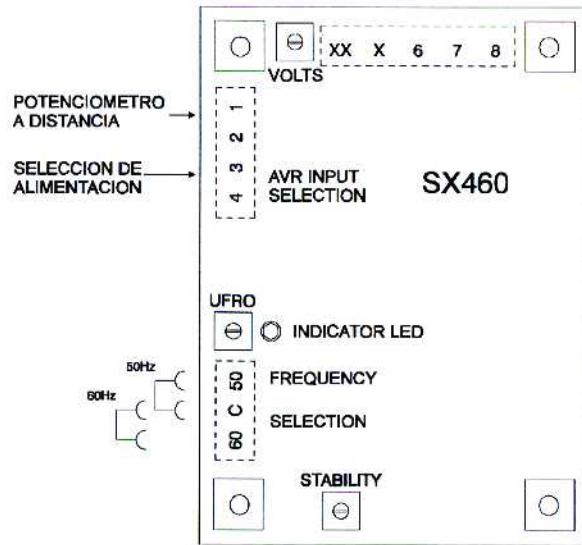 XX X 6 7 8
VOLTS
POTENCIOMETRO
A DISTANCIA
1
2
3
4
SELECCION DE
ALIMENTACION
AVR INPUT
SELECTION
SX460
UFRO
INDICATOR LED
50Hz
60Hz
50
C
60
FREQUENCY
SELECTION
STABILITY